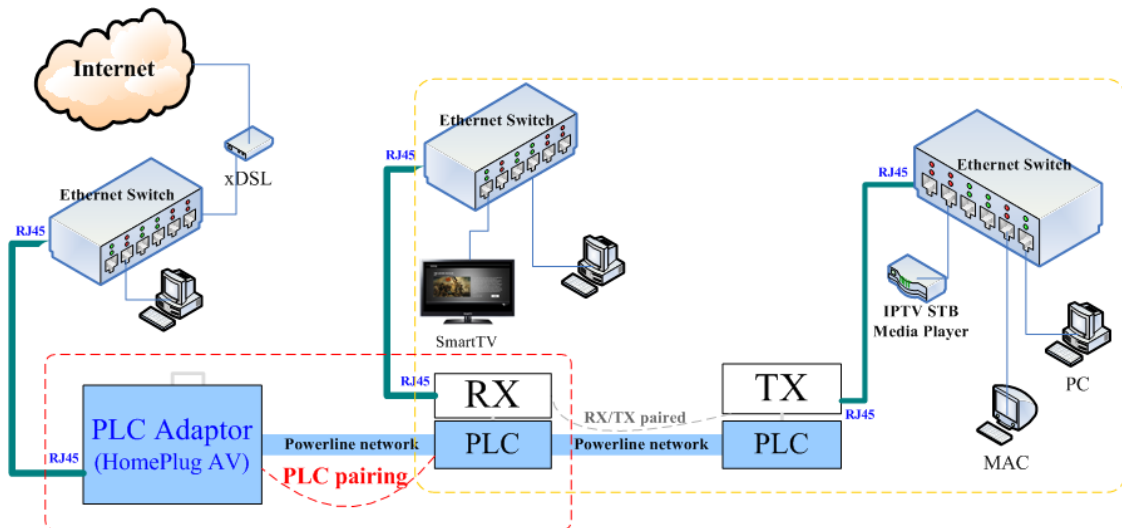 Internet
xDSL
Ethernet Switch
RJ45
Ethernet Switch
RJ45
SmartTV
Ethernet Switch
RJ45
IPTV STB
Media Player
PC
MAC
RJ45
PLC Adaptor
(HomePlug AV)
Powerline network
PLC pairing
RJ45
RX
PLC
RX/TX paired
Powerline network
TX
RJ45
PLC